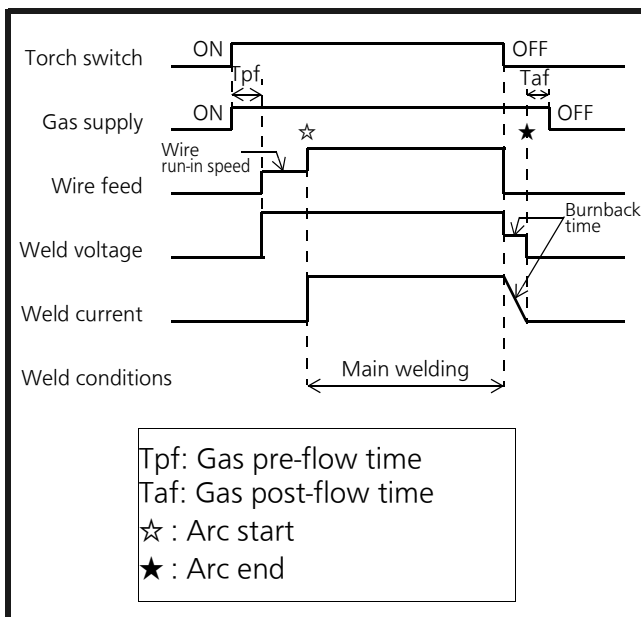 Torch switch ON OFF
Tpf Taf
Gas supply ON OFF
☆ ★
Wire
run-in speed
Wire feed
Burnback
time
Weld voltage
Weld current
Weld conditions Main welding
Tpf: Gas pre-flow time
Taf: Gas post-flow time
☆ : Arc start
★ : Arc end